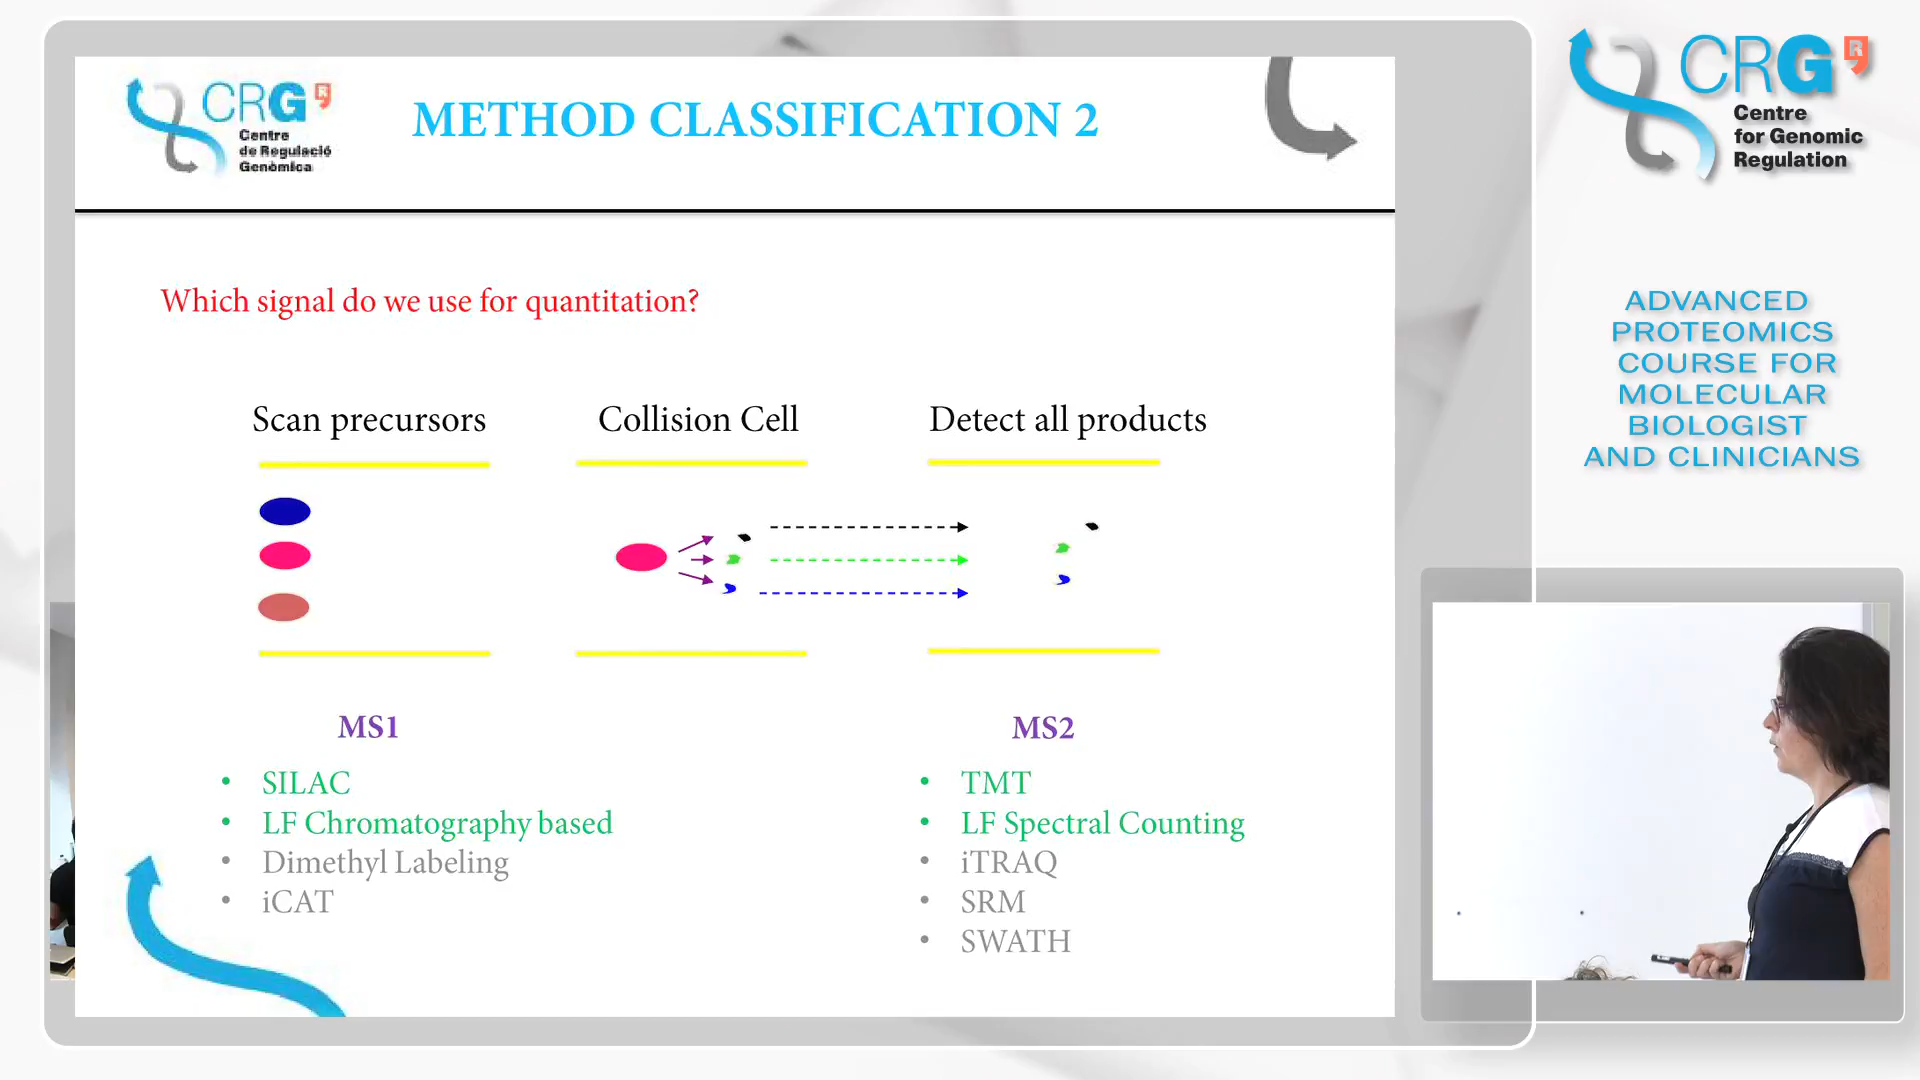 CRG
R
Centre
de Regulació
Genòmica
METHOD CLASSIFICATION 2
Which signal do we use for quantitation?
Scan precursors
Collision Cell
Detect all products
MS1
• SILAC
• LF Chromatography based
• Dimethyl Labeling
• iCAT
MS2
• TMT
• LF Spectral Counting
• iTRAQ
• SRM
• SWATH
CRG
R
Centre
for Genomic
Regulation
ADVANCED
PROTEOMICS
COURSE FOR
MOLECULAR
BIOLOGIST
AND CLINICIANS